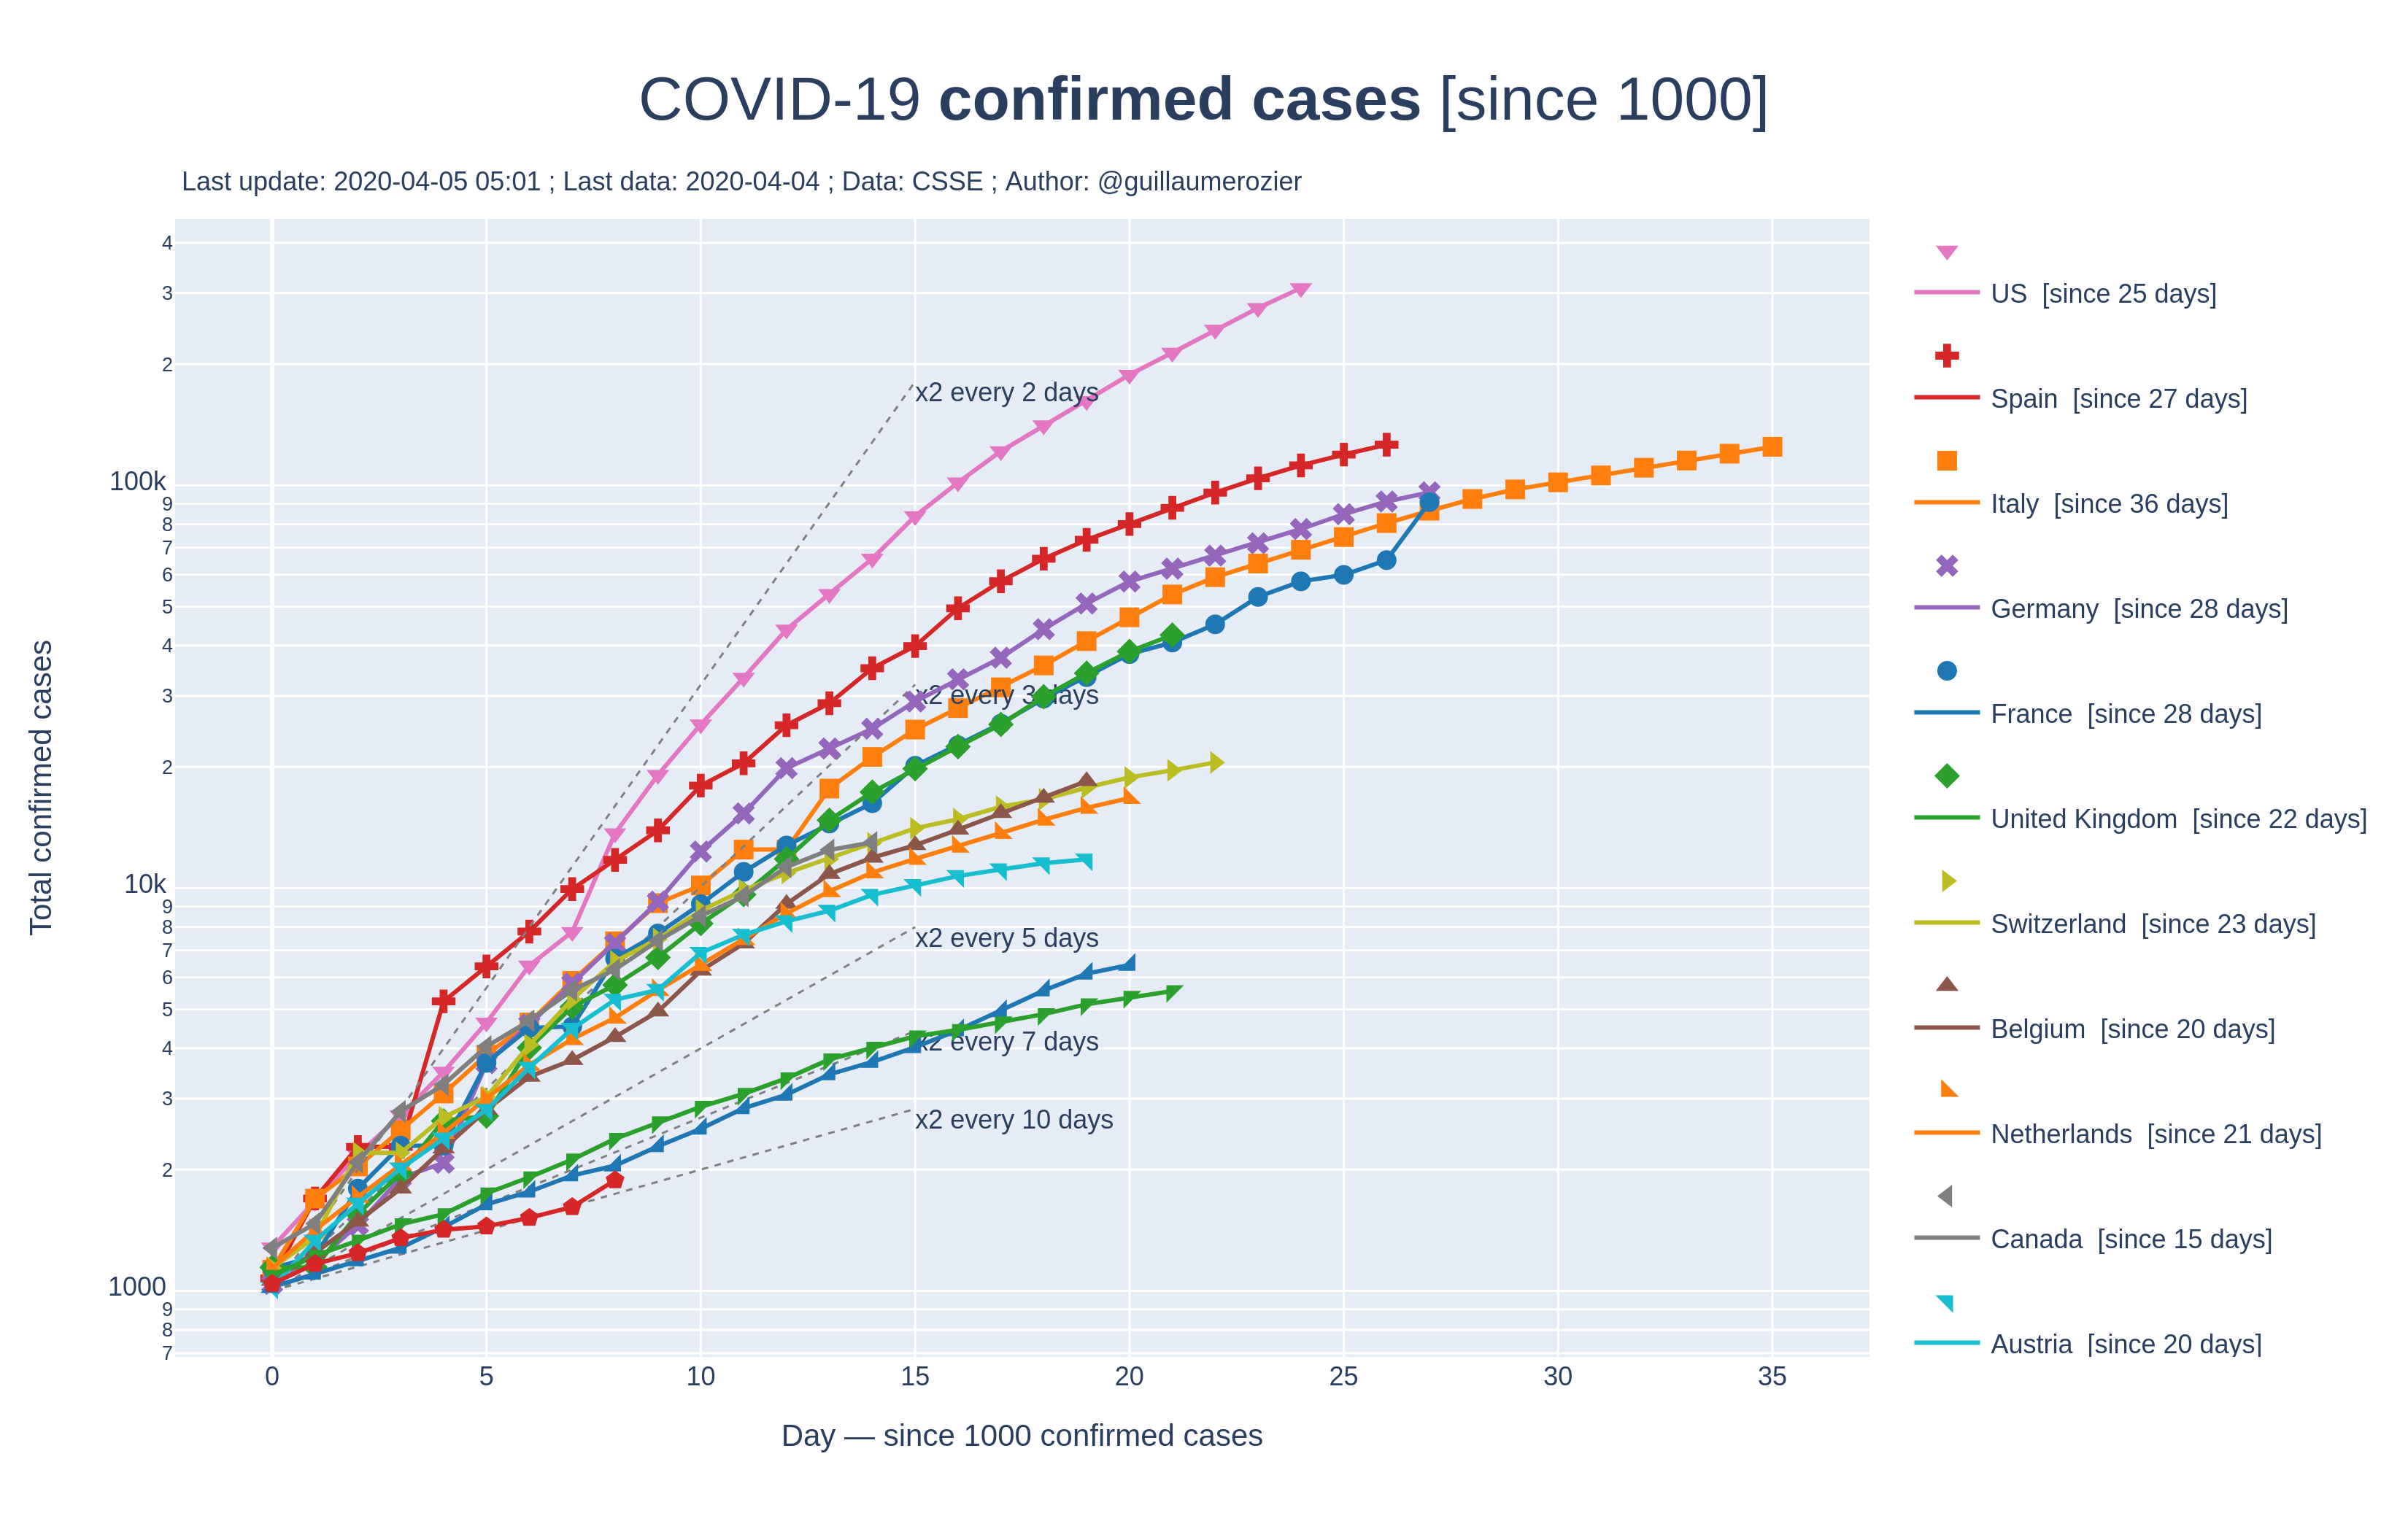 COVID-19 confirmed cases [since 1000]
Last update: 2020-04-05 05:01 ; Last data: 2020-04-04 ; Data: CSSE ; Author: @guillaumerozier
4
3
2
100k
9
8
7
6
5
4
3
2
10k
9
8
7
6
5
4
3
2
1000
9
8
7
Total confirmed cases
x2 every 2 days
x2 every 3 days
x2 every 5 days
x2 every 7 days
x2 every 10 days
0 5 10 15 20 25 30 35
Day — since 1000 confirmed cases
US [since 25 days]
Spain [since 27 days]
Italy [since 36 days]
Germany [since 28 days]
France [since 28 days]
United Kingdom [since 22 days]
Switzerland [since 23 days]
Belgium [since 20 days]
Netherlands [since 21 days]
Canada [since 15 days]
Austria [since 20 days]